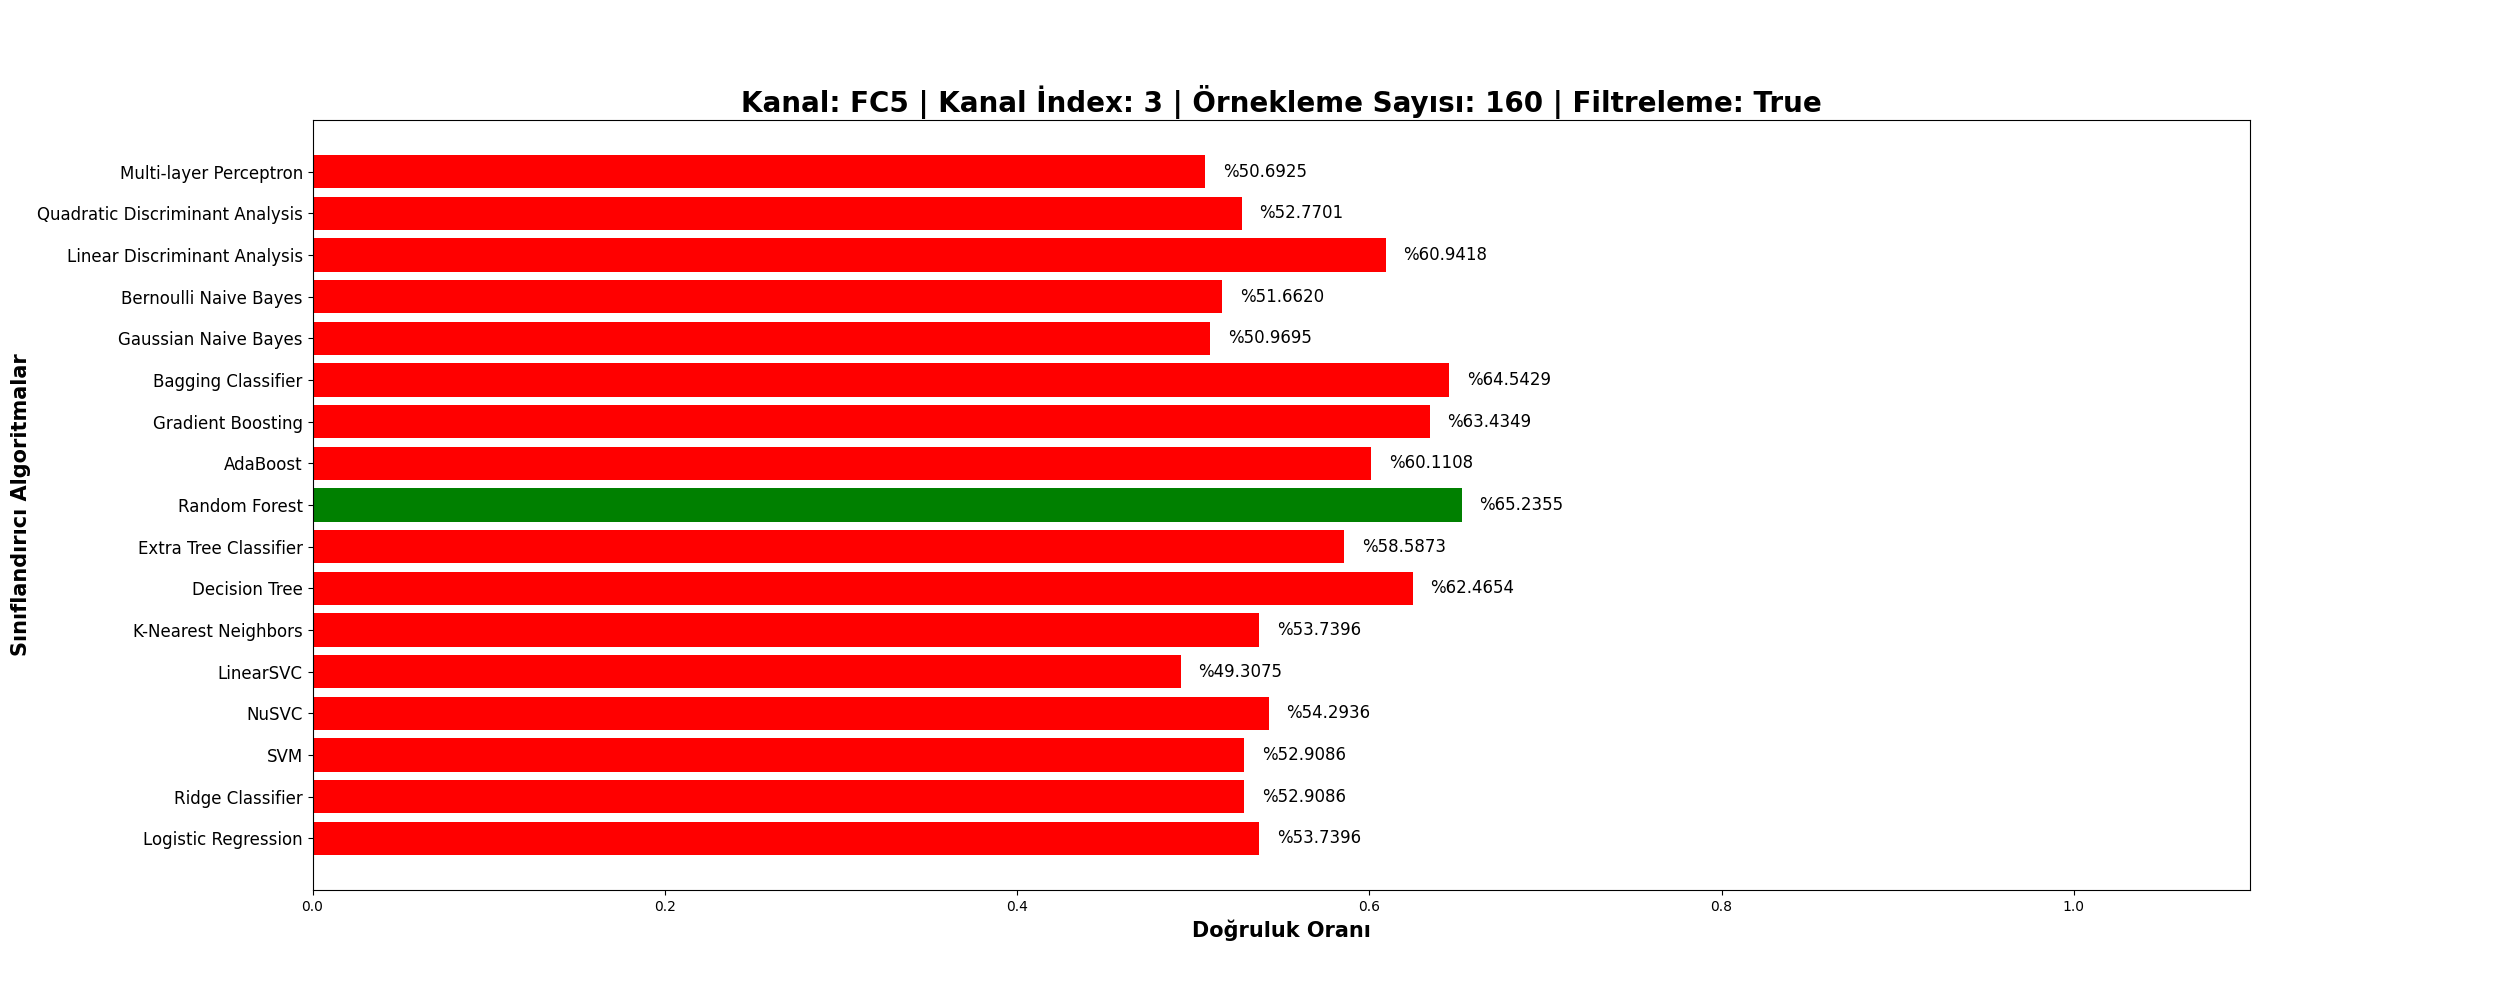 Kanal: FC5 | Kanal İndex: 3 | Örnekleme Sayısı: 160 | Filtreleme: True
Sınıflandırıcı Algoritmalar
Multi-layer Perceptron %50.6925
Quadratic Discriminant Analysis %52.7701
Linear Discriminant Analysis %60.9418
Bernoulli Naive Bayes %51.6620
Gaussian Naive Bayes %50.9695
Bagging Classifier %64.5429
Gradient Boosting %63.4349
AdaBoost %60.1108
Random Forest %65.2355
Extra Tree Classifier %58.5873
Decision Tree %62.4654
K-Nearest Neighbors %53.7396
LinearSVC %49.3075
NuSVC %54.2936
SVM %52.9086
Ridge Classifier %52.9086
Logistic Regression %53.7396
0.0 0.2 0.4 0.6 0.8 1.0
Doğruluk Oranı